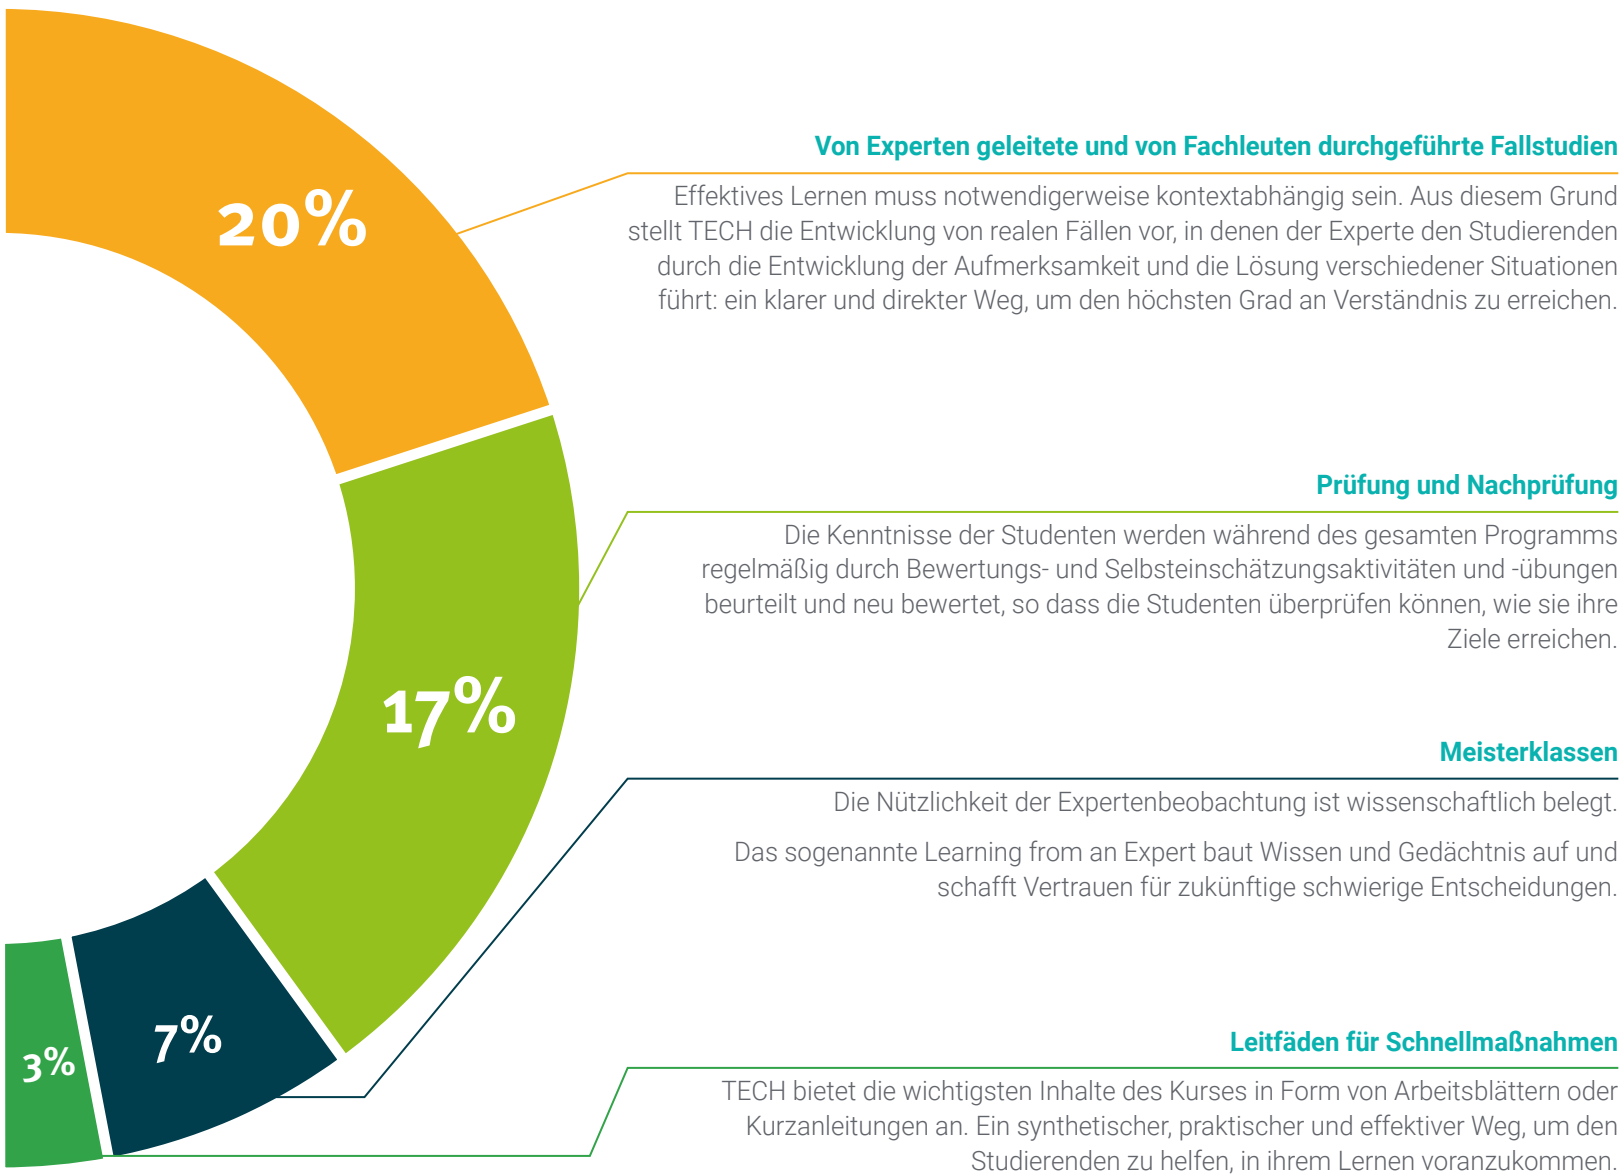 20%
Von Experten geleitete und von Fachleuten durchgeführte Fallstudien
Effektives Lernen muss notwendigerweise kontextabhängig sein. Aus diesem Grund
stellt TECH die Entwicklung von realen Fällen vor, in denen der Experte den Studierenden
durch die Entwicklung der Aufmerksamkeit und die Lösung verschiedener Situationen
führt: ein klarer und direkter Weg, um den höchsten Grad an Verständnis zu erreichen.
17%
Prüfung und Nachprüfung
Die Kenntnisse der Studenten werden während des gesamten Programms
regelmäßig durch Bewertungs- und Selbsteinschätzungsaktivitäten und -übungen
beurteilt und neu bewertet, so dass die Studenten überprüfen können, wie sie ihre
Ziele erreichen.
7%
Meisterklassen
Die Nützlichkeit der Expertenbeobachtung ist wissenschaftlich belegt.
Das sogenannte Learning from an Expert baut Wissen und Gedächtnis auf und
schafft Vertrauen für zukünftige schwierige Entscheidungen.
3%
Leitfäden für Schnellmaßnahmen
TECH bietet die wichtigsten Inhalte des Kurses in Form von Arbeitsblättern oder
Kurzanleitungen an. Ein synthetischer, praktischer und effektiver Weg, um den
Studierenden zu helfen, in ihrem Lernen voranzukommen.